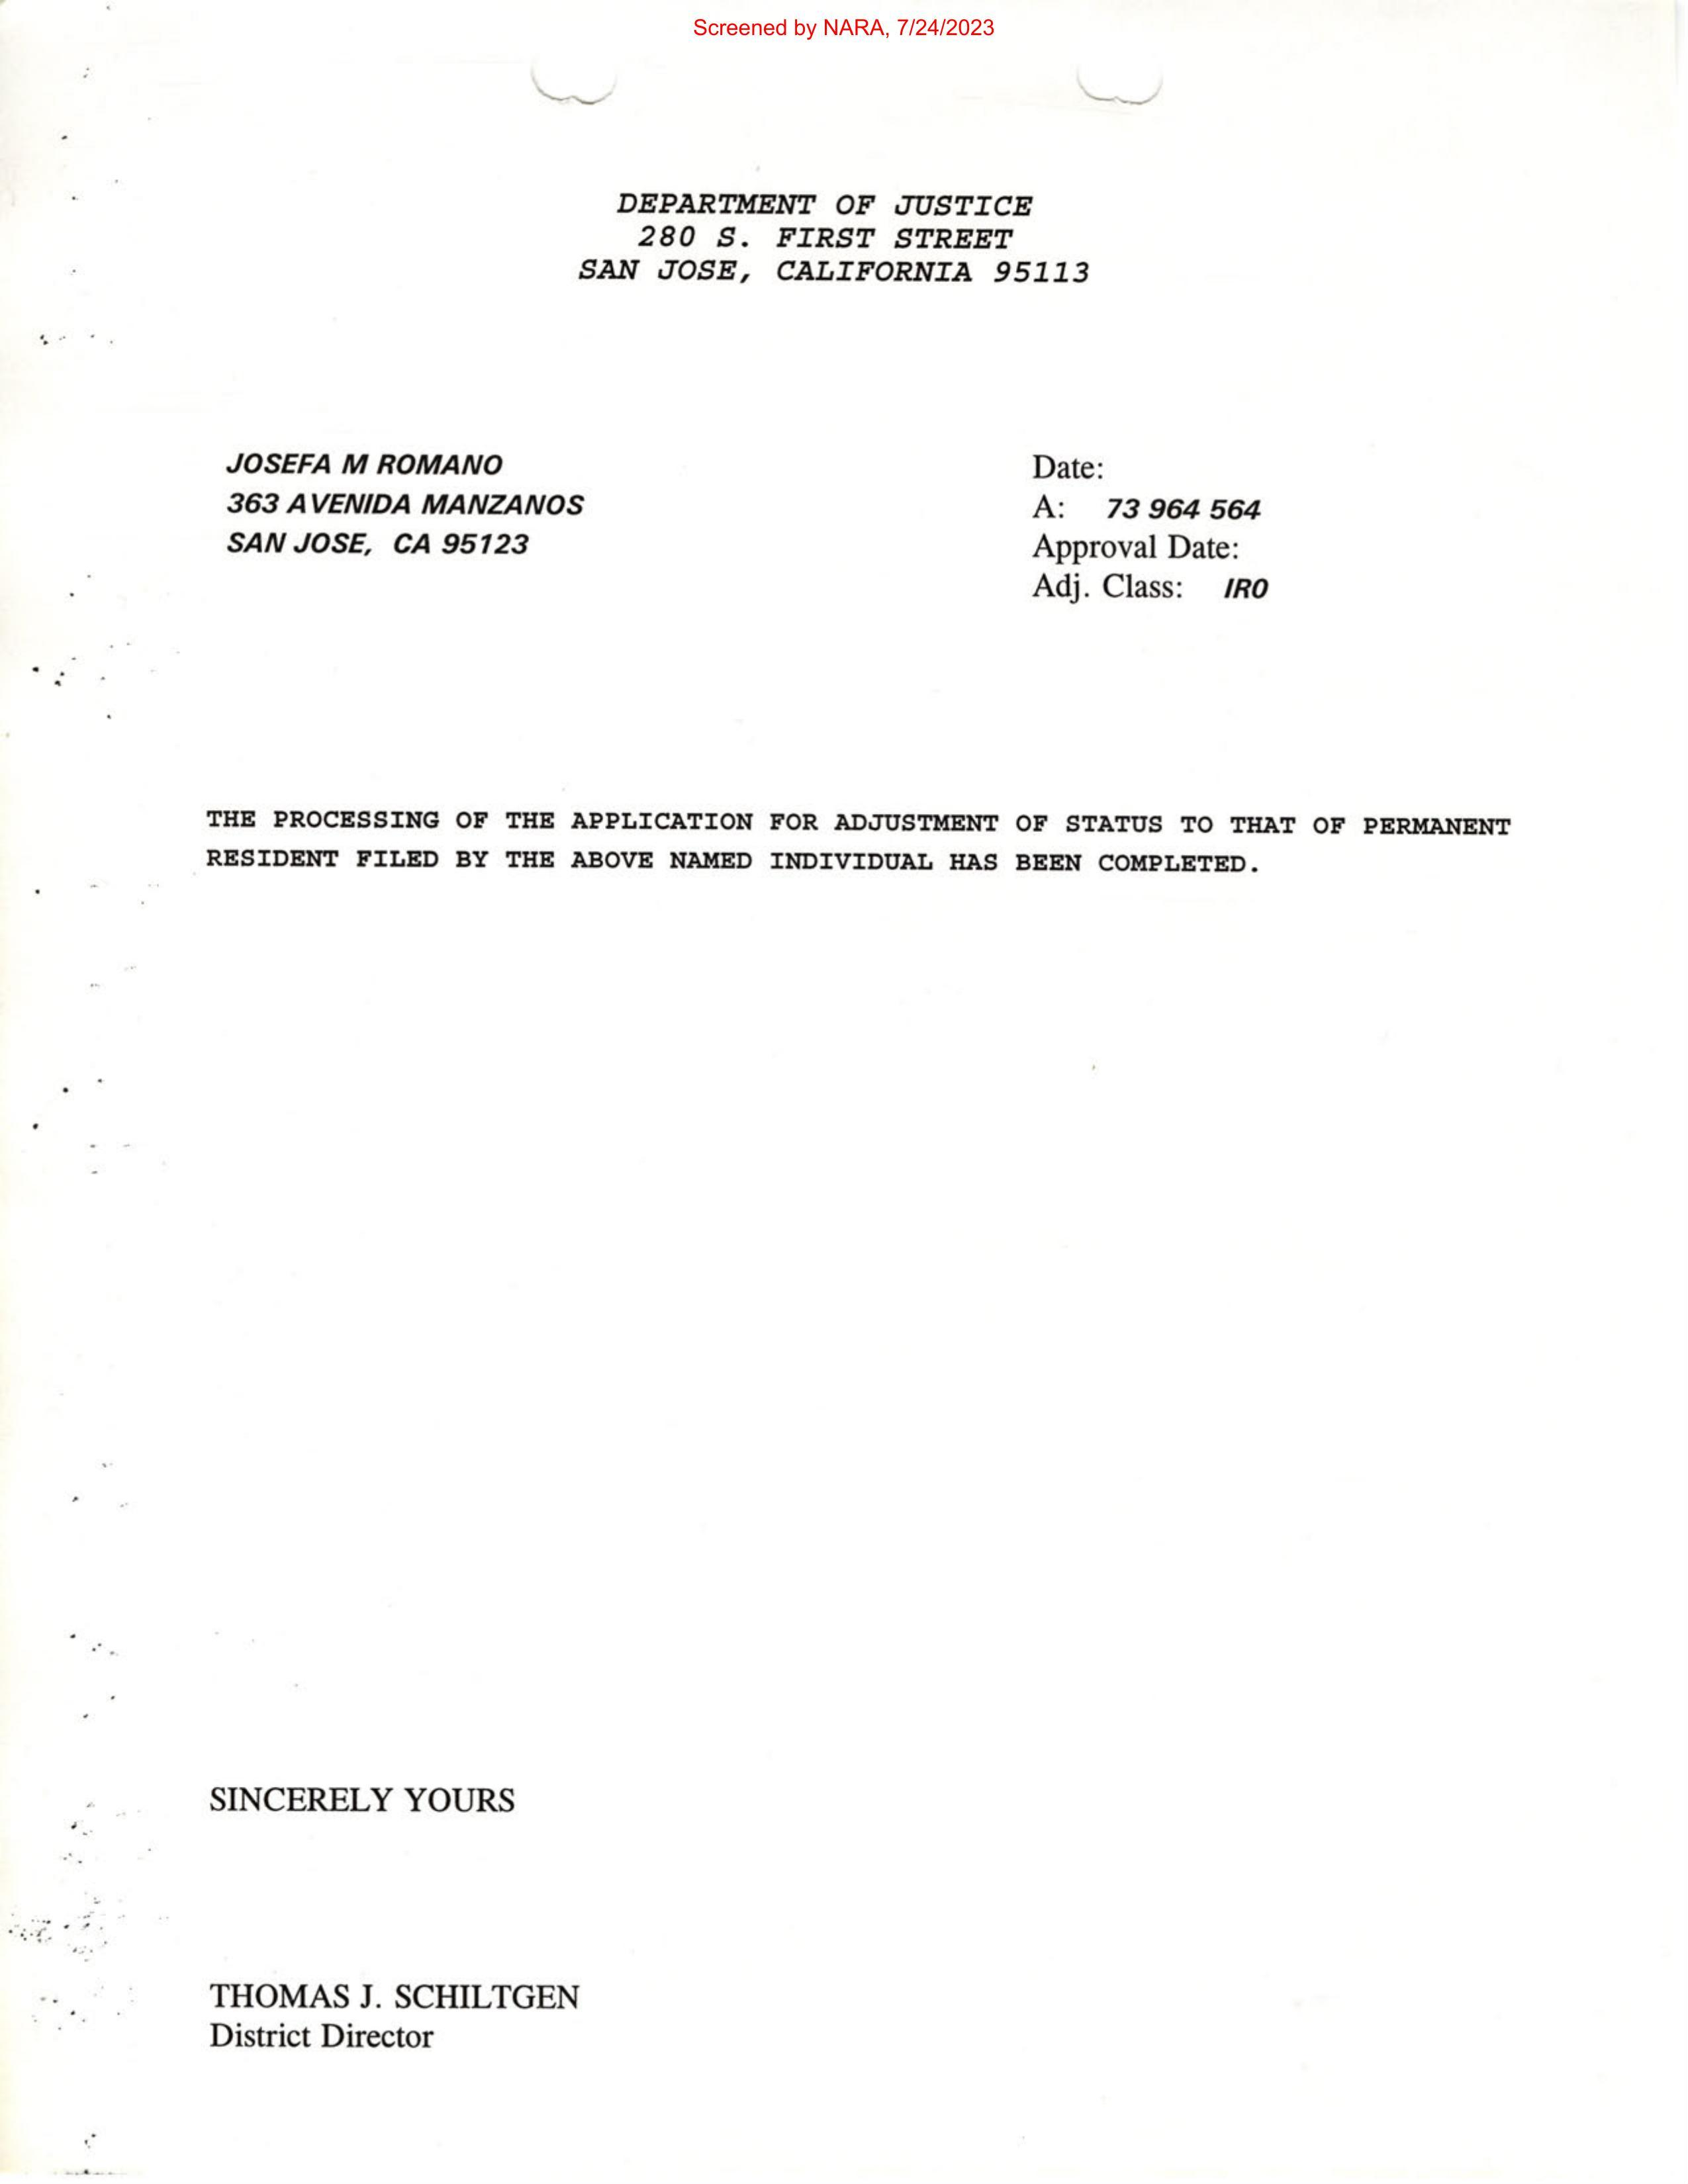 Screened by NARA, 7/24/2023
DEPARTMENT OF JUSTICE
280 S. FIRST STREET
SAN JOSE, CALIFORNIA 95113
JOSEFA M ROMANO
363 AVENIDA MANZANOS
SAN JOSE, CA 95123
Date:
A: 73 964 564
Approval Date:
Adj. Class: IR0
THE PROCESSING OF THE APPLICATION FOR ADJUSTMENT OF STATUS TO THAT OF PERMANENT
RESIDENT FILED BY THE ABOVE NAMED INDIVIDUAL HAS BEEN COMPLETED.
SINCERELY YOURS
THOMAS J. SCHILTGEN
District Director